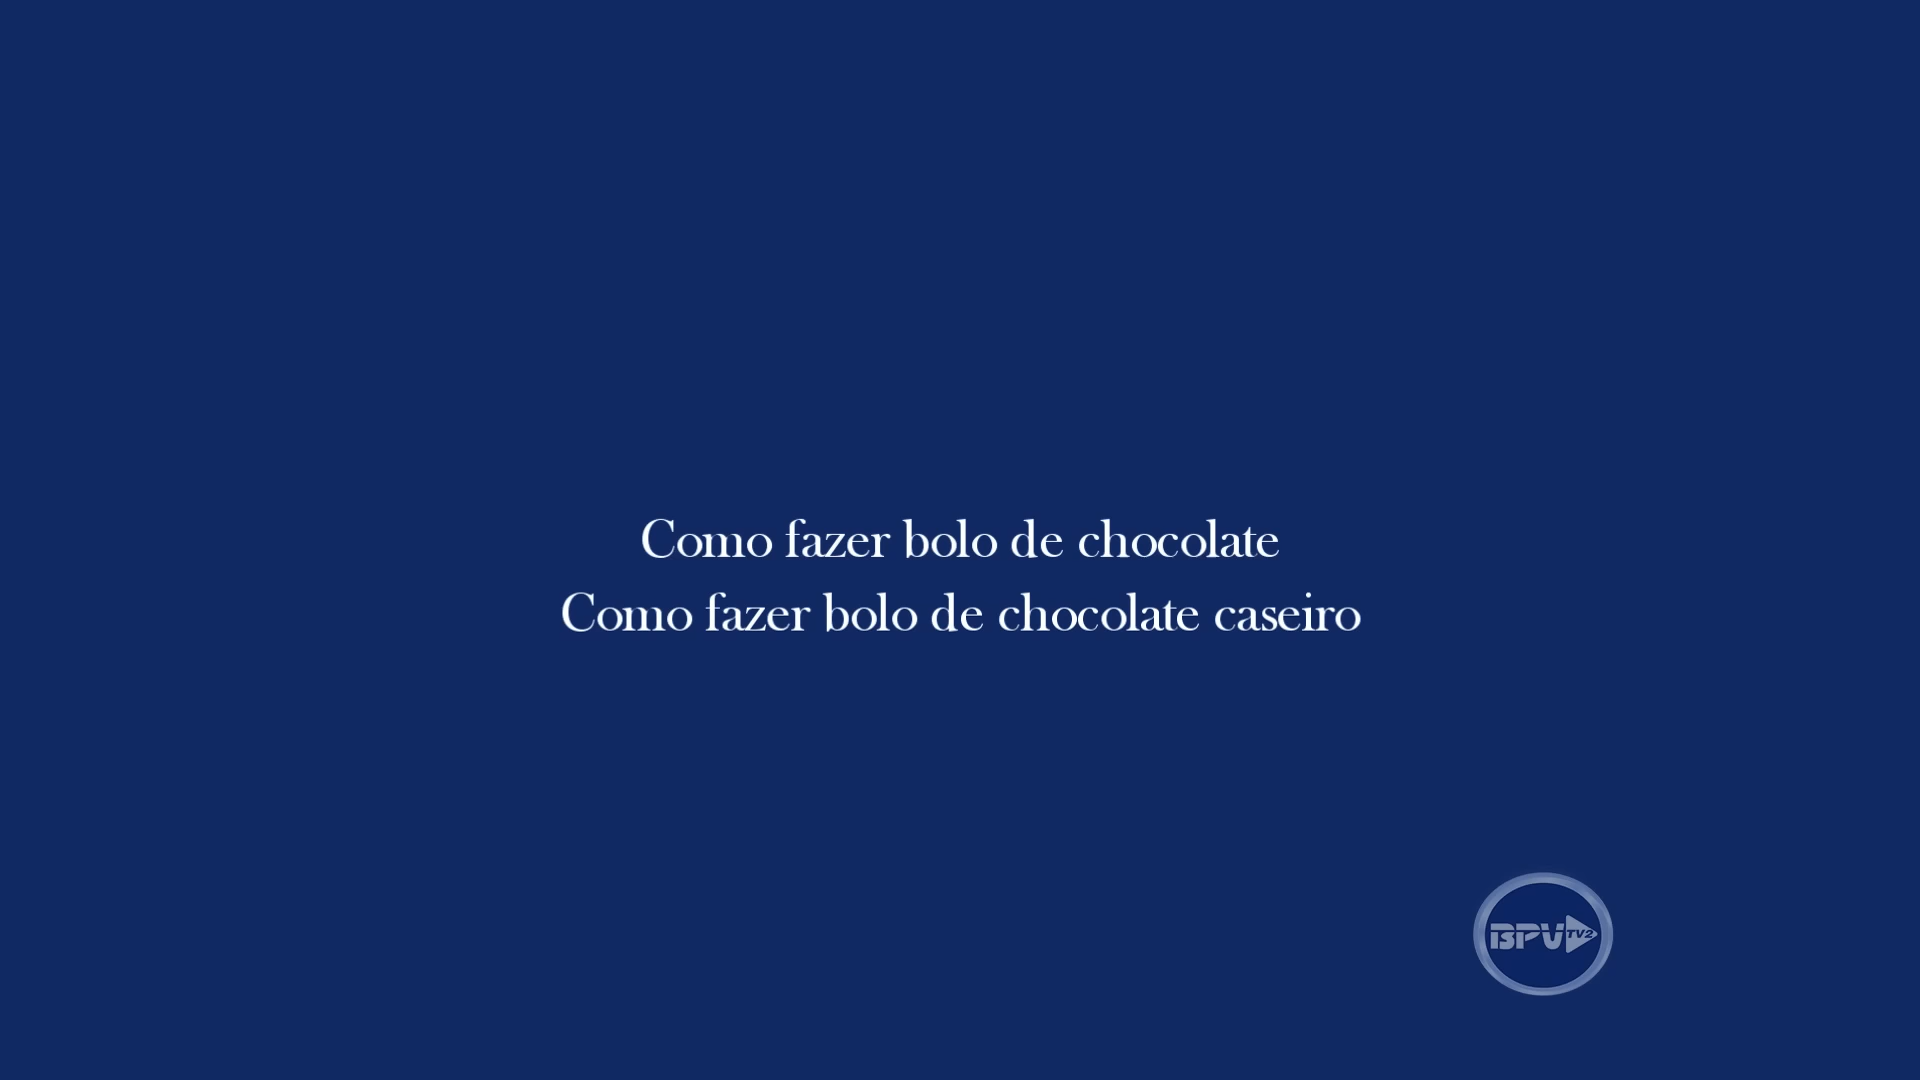 Como fazer bolo de chocolate
Como fazer bolo de chocolate caseiro
BPV TV2